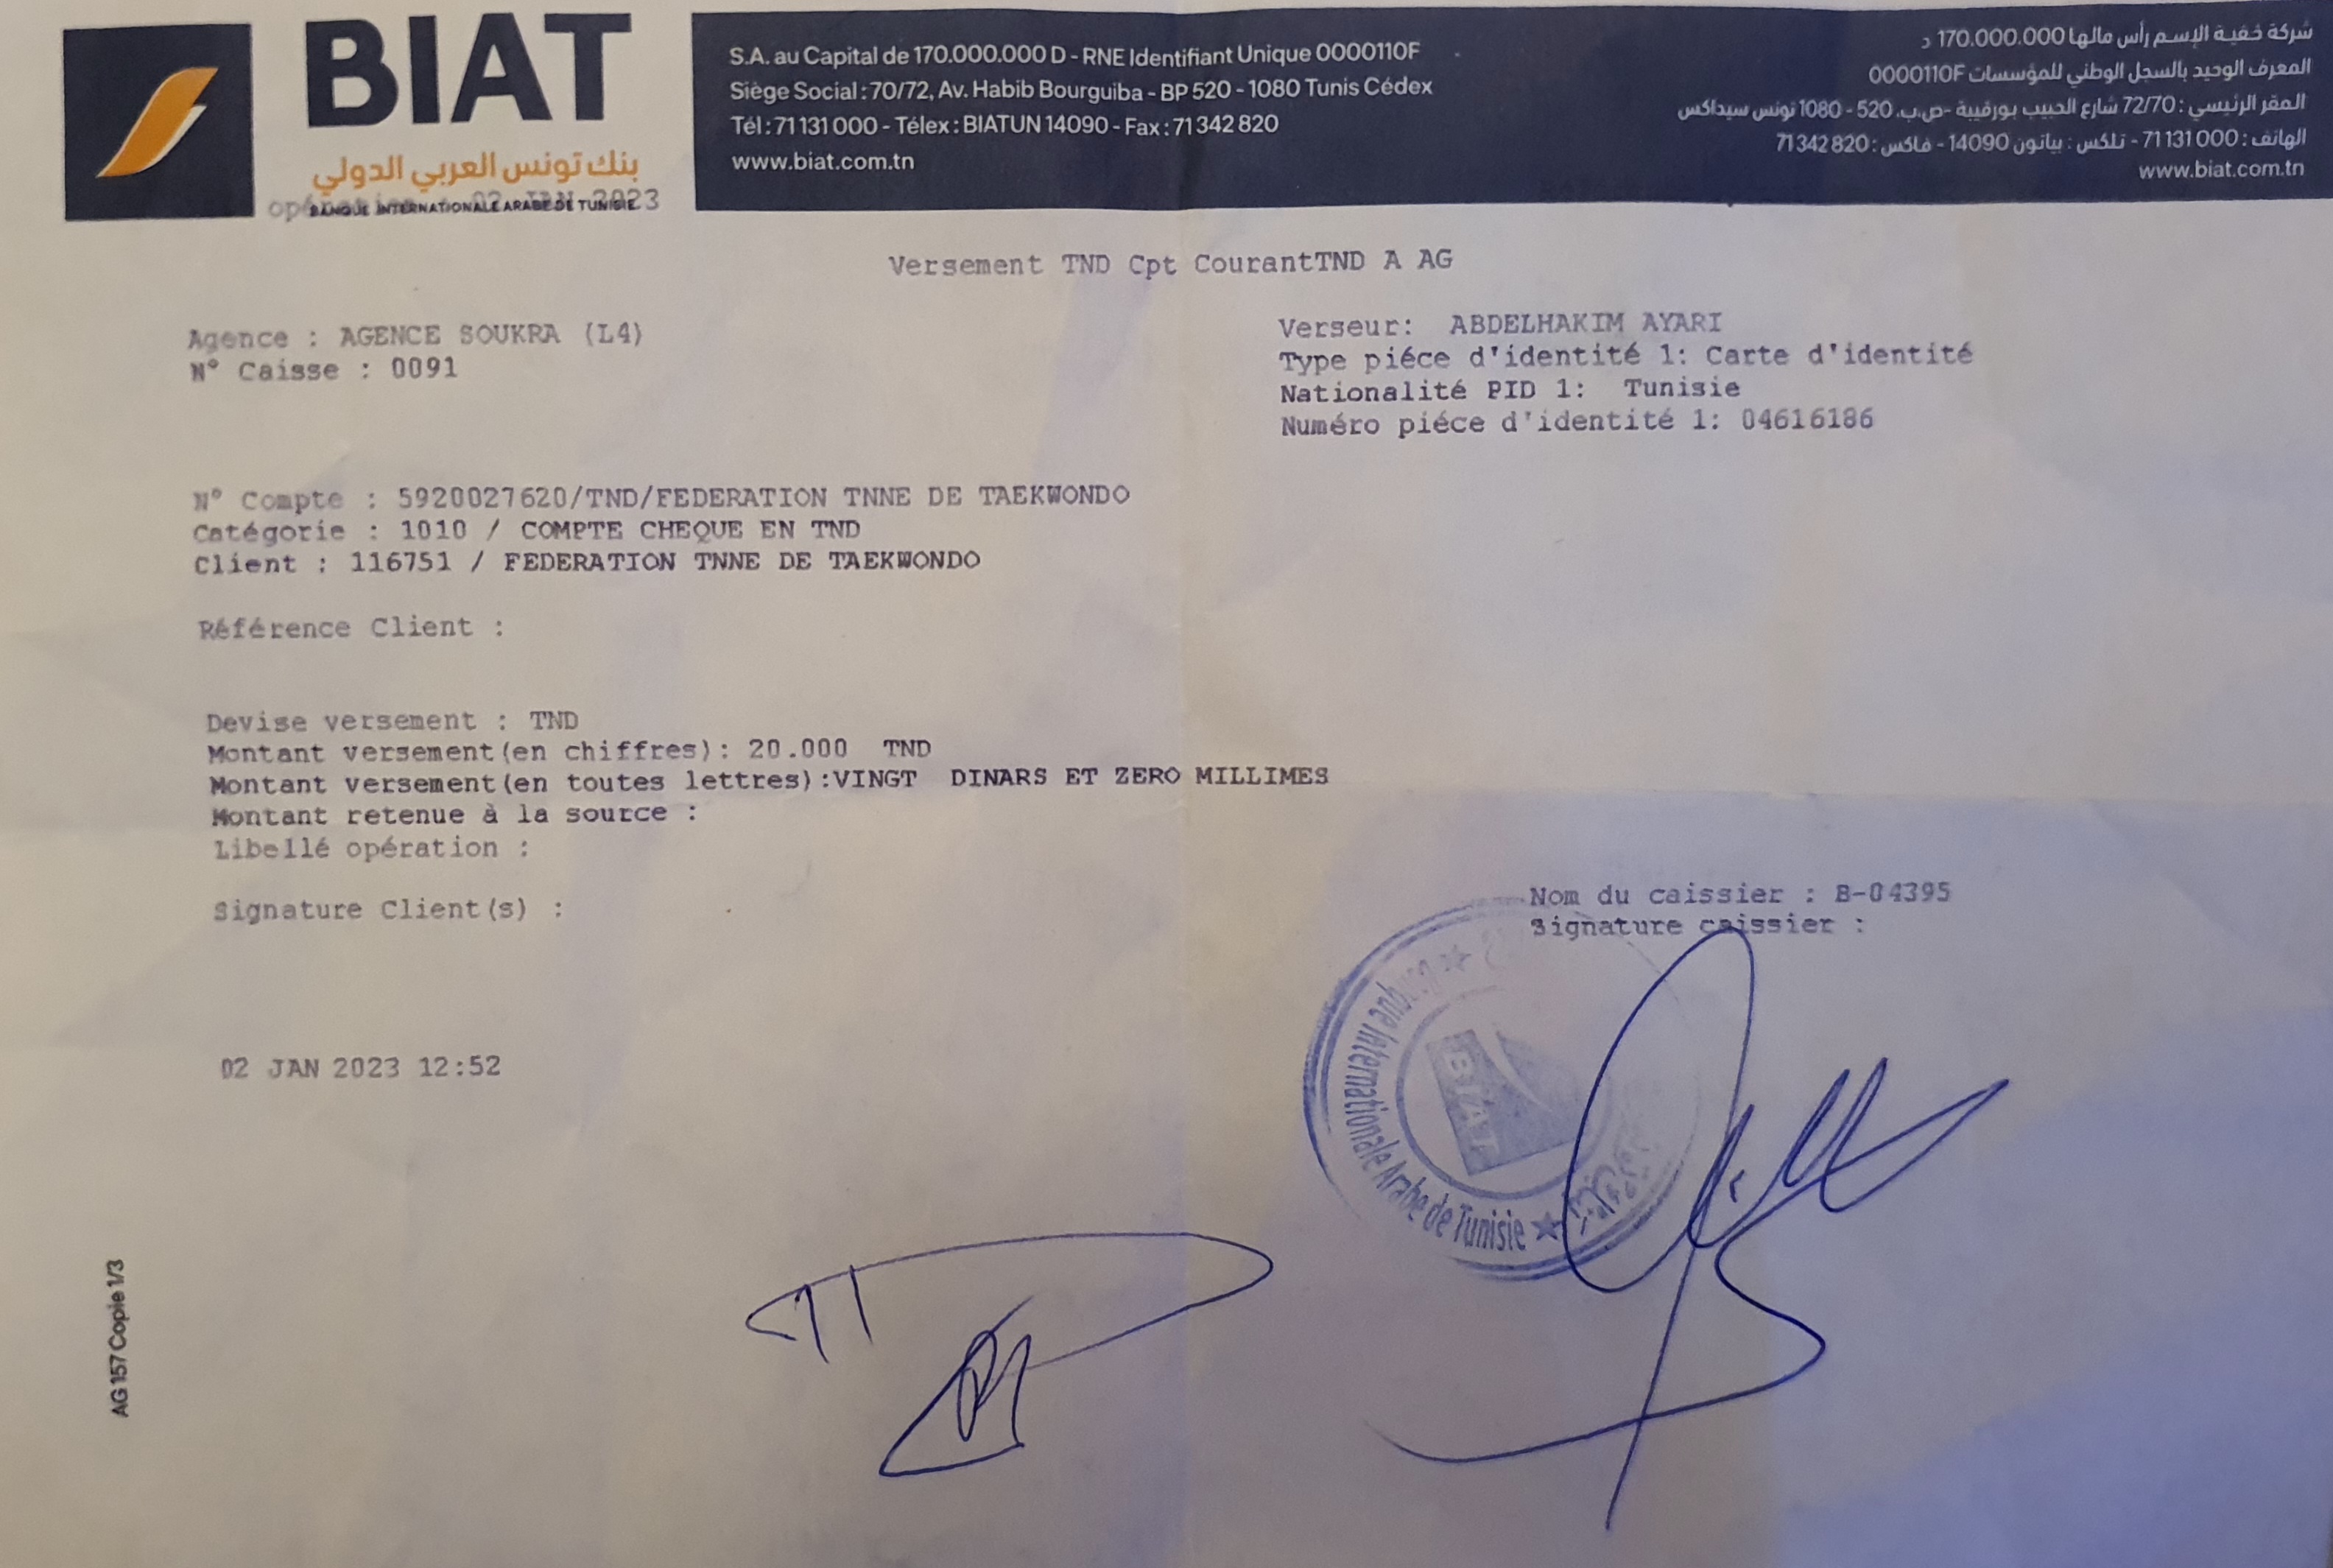 BIAT
بنك تونس العربي الدولي
BANQUE INTERNATIONALE ARABE DE TUNISIE
02 JAN 2023
S.A. au Capital de 170.000.000 D - RNE Identifiant Unique 0000110F
Siège Social : 70/72, Av. Habib Bourguiba - BP 520 - 1080 Tunis Cédex
Tél : 71 131 000 - Télex : BIATUN 14090 - Fax : 71 342 820
www.biat.com.tn
شركة خفية الإسم رأس مالها 170.000.000 د
المعرف الوحيد بالسجل الوطني للمؤسسات 0000110F
المقر الرئيسي : 72/70 شارع الحبيب بورقيبة -ص.ب. 520 - 1080 تونس سيداكس
الهاتف : 71 131 000 - تلكس : بياتون 14090 - فاكس : 71 342 820
www.biat.com.tn
Versement TND Cpt CourantTND A AG
Agence : AGENCE SOUKRA (L4)
N° Caisse : 0091
Verseur: ABDELHAKIM AYARI
Type piéce d'identité 1: Carte d'identité
Nationalité PID 1: Tunisie
Numéro piéce d'identité 1: 04616186
N° Compte : 5920027620/TND/FEDERATION TNNE DE TAEKWONDO
Catégorie : 1010 / COMPTE CHEQUE EN TND
Client : 116751 / FEDERATION TNNE DE TAEKWONDO
Référence Client :
Devise versement : TND
Montant versement(en chiffres): 20.000 TND
Montant versement(en toutes lettres):VINGT DINARS ET ZERO MILLIMES
Montant retenue à la source :
Libellé opération :
Signature Client(s) :
Nom du caissier : B-04395
Signature caissier :
Banque Internationale Arabe de Tunisie
BIAT
02 JAN 2023 12:52
AG 157 Copie 1/3